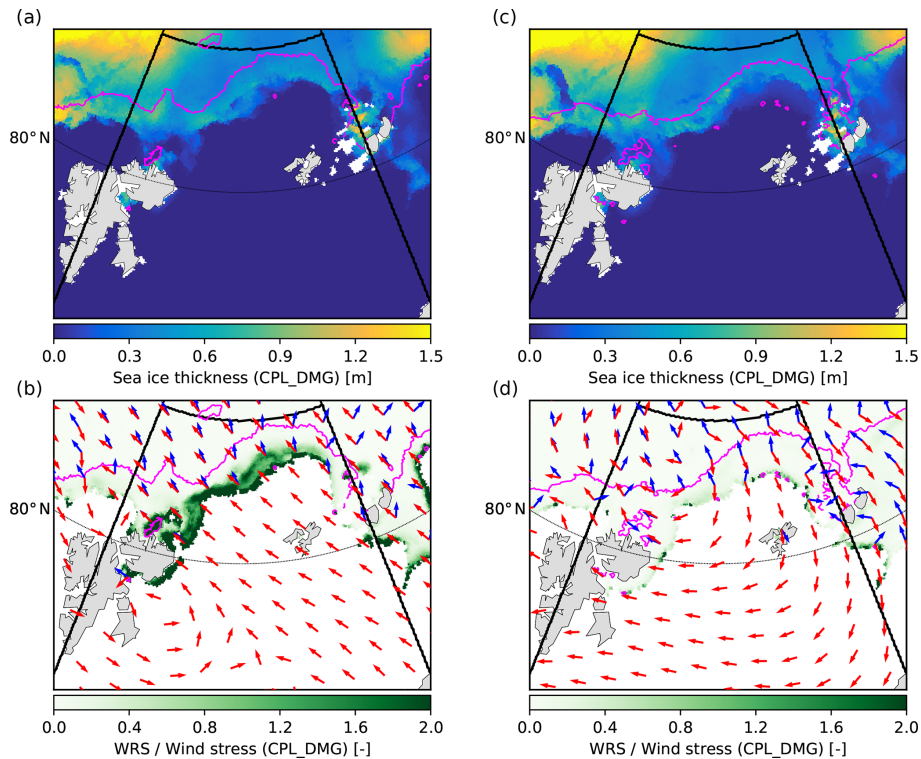 (a)
(c)
80°N
80°N
0.0 0.3 0.6 0.9 1.2 1.5
0.0 0.3 0.6 0.9 1.2 1.5
Sea ice thickness (CPL_DMG) [m]
Sea ice thickness (CPL_DMG) [m]
(b)
(d)
80°N
80°N
0.0 0.4 0.8 1.2 1.6 2.0
0.0 0.4 0.8 1.2 1.6 2.0
WRS / Wind stress (CPL_DMG) [-]
WRS / Wind stress (CPL_DMG) [-]